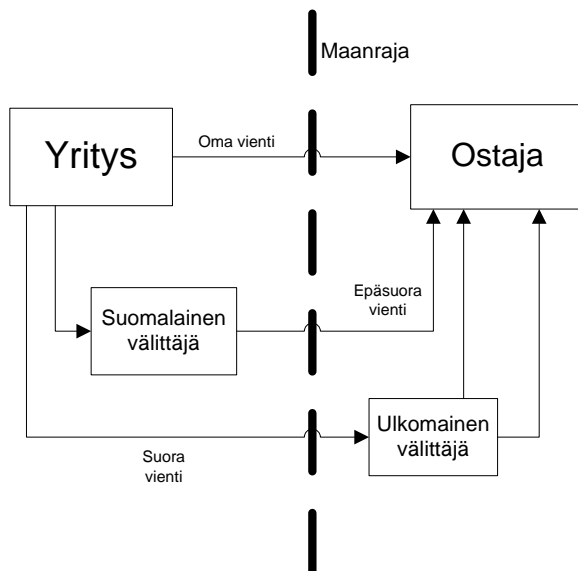 Maanraja
Yritys
Oma vienti
Ostaja
Suomalainen
välittäjä
Epäsuora
vienti
Ulkomainen
välittäjä
Suora
vienti